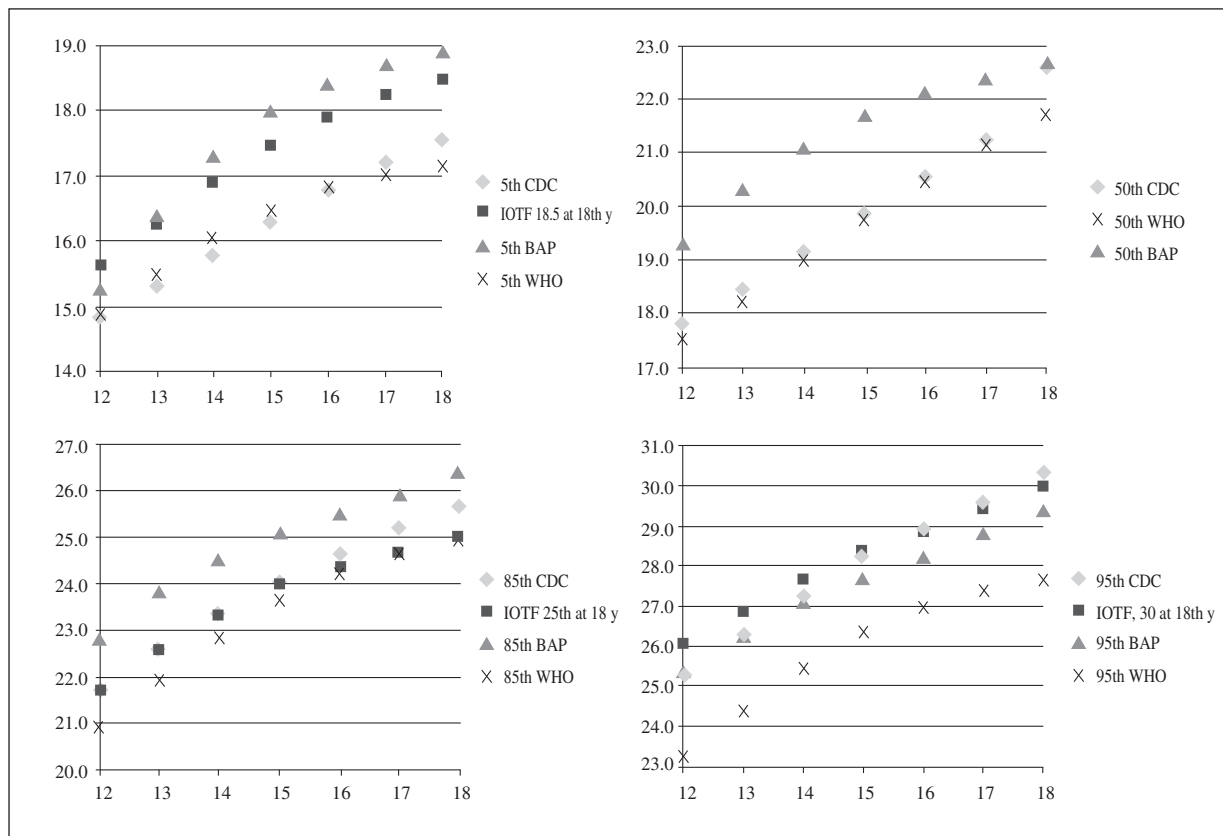 19.0
18.0
17.0
16.0
15.0
14.0
12 13 14 15 16 17 18
5th CDC
IOTF 18.5 at 18th y
5th BAP
5th WHO
23.0
22.0
21.0
20.0
19.0
18.0
17.0
12 13 14 15 16 17 18
50th CDC
50th WHO
50th BAP
27.0
26.0
25.0
24.0
23.0
22.0
21.0
20.0
12 13 14 15 16 17 18
85th CDC
IOTF 25th at 18 y
85th BAP
85th WHO
31.0
30.0
29.0
28.0
27.0
26.0
25.0
24.0
23.0
12 13 14 15 16 17 18
95th CDC
IOTF, 30 at 18th y
95th BAP
95th WHO